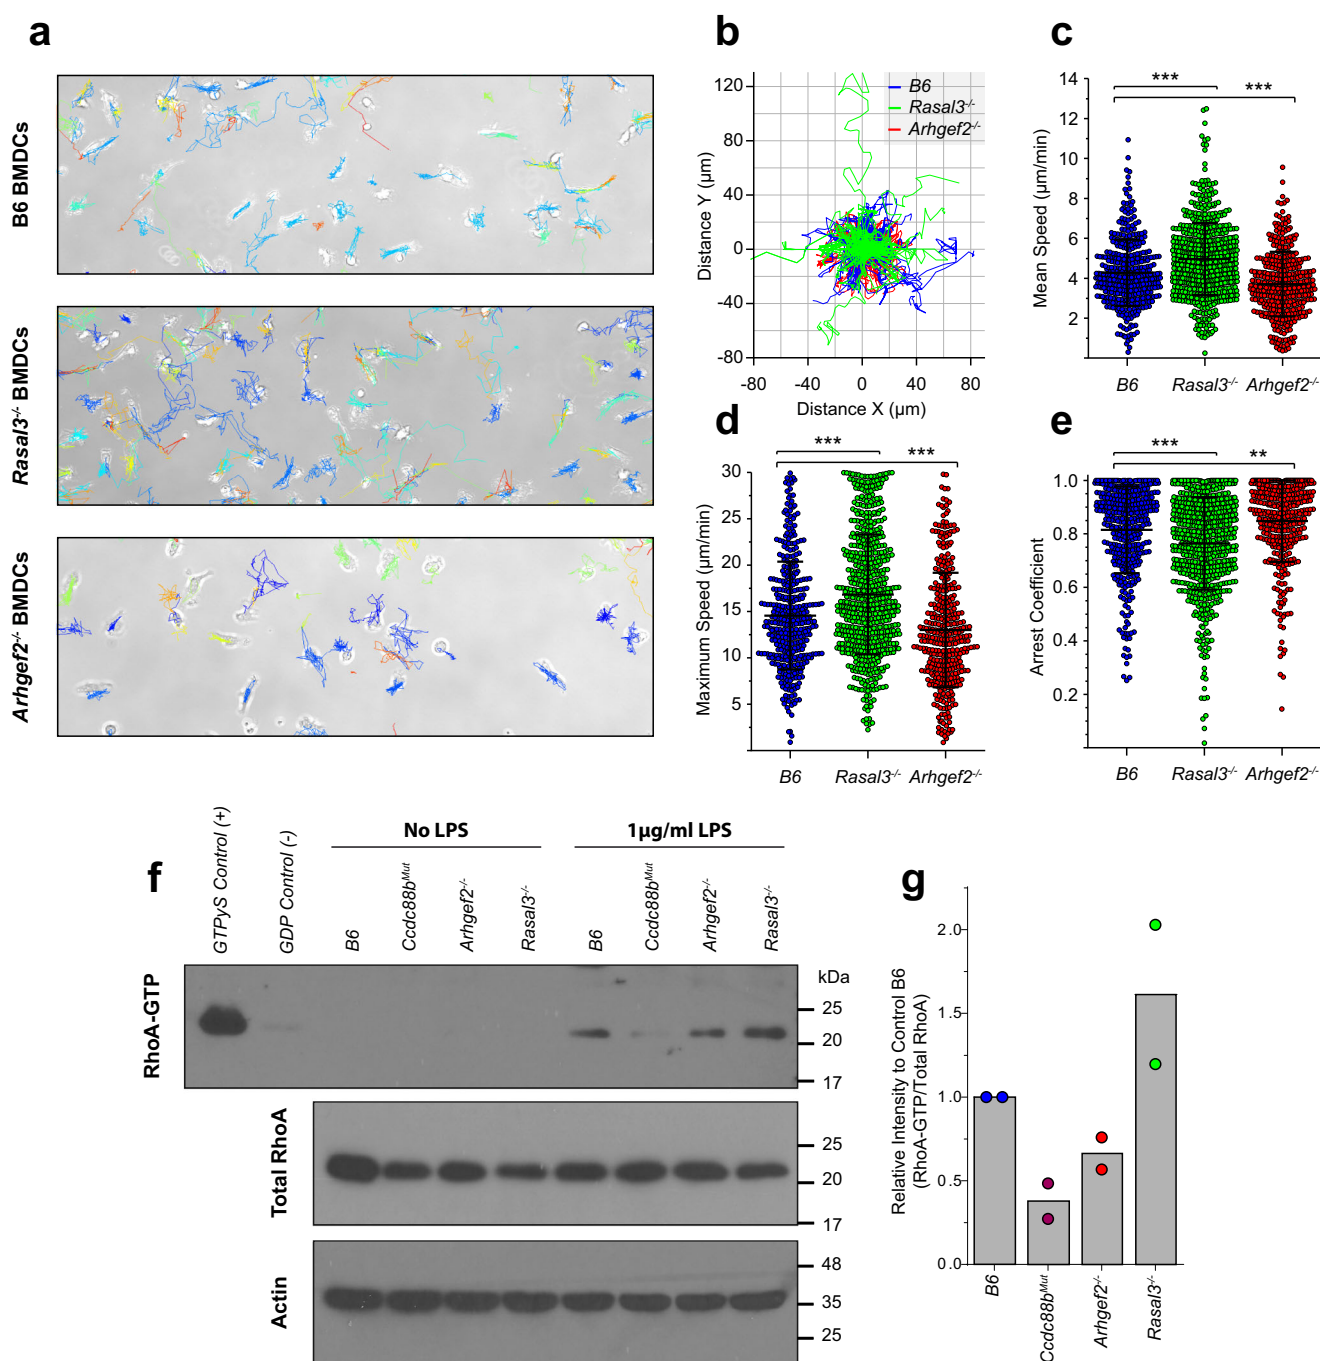 a
B6 BMDCs
Rasal3-/- BMDCs
Arhgef2-/- BMDCs
b
Distance Y (µm)
120
80
40
0
-40
-80
-80 -40 0 40 80
Distance X (µm)
B6
Rasal3-/-
Arhgef2-/-
c
Mean Speed (µm/min)
14
12
10
8
6
4
2
*** ***
B6 Rasal3-/- Arhgef2-/-
d
Maximum Speed (µm/min)
30
25
20
15
10
5
*** ***
B6 Rasal3-/- Arhgef2-/-
e
Arrest Coefficient
1.0
0.8
0.6
0.4
0.2
*** **
B6 Rasal3-/- Arhgef2-/-
f
No LPS
1µg/ml LPS
GTPyS Control (+)
GDP Control (-)
B6
Ccdc88bMut
Arhgef2-/-
Rasal3-/-
B6
Ccdc88bMut
Arhgef2-/-
Rasal3-/-
RhoA-GTP
kDa
25
20
17
Total RhoA
25
20
17
Actin
48
35
25
g
Relative Intensity to Control B6
(RhoA-GTP/Total RhoA)
2.0
1.5
1.0
0.5
0.0
B6
Ccdc88bMut
Arhgef2-/-
Rasal3-/-